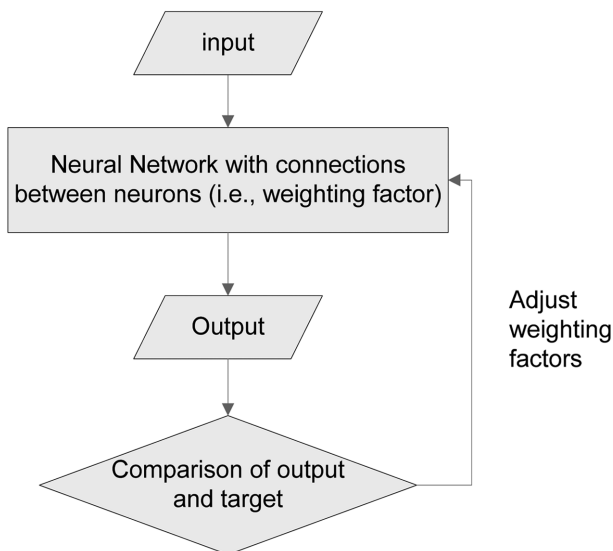 input
Neural Network with connections
between neurons (i.e., weighting factor)
Output
Adjust
weighting
factors
Comparison of output
and target